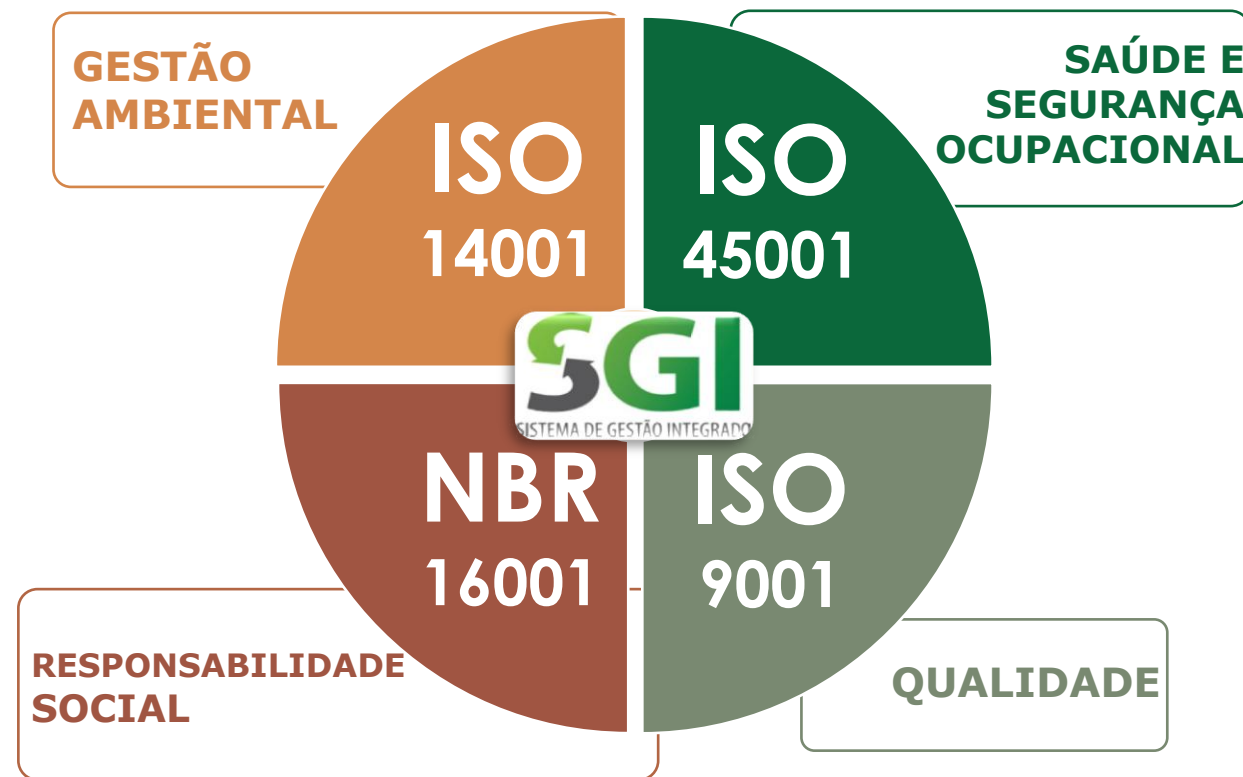 GESTÃO
AMBIENTAL
ISO
14001
SAÚDE E
SEGURANÇA
OCUPACIONAL
ISO
45001
SGI
SISTEMA DE GESTÃO INTEGRADO
NBR
16001
RESPONSABILIDADE
SOCIAL
ISO
9001
QUALIDADE